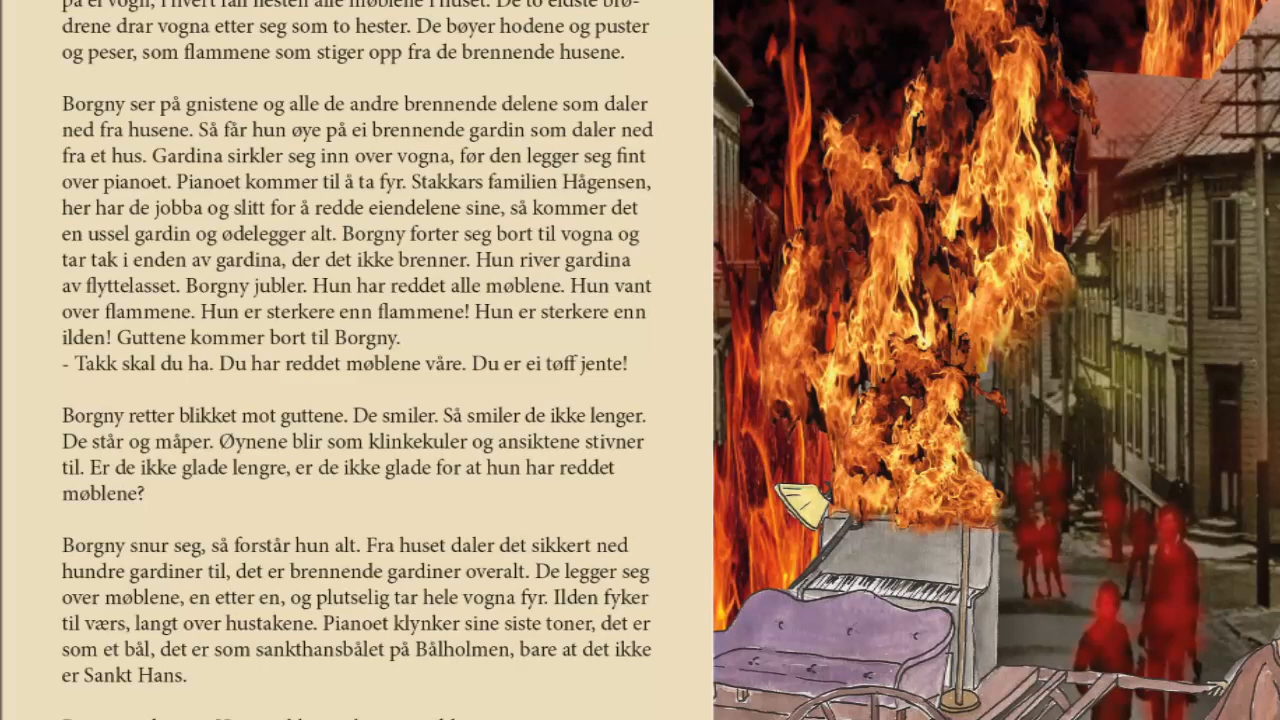 på ei vogn, i hvert fall nesten alle møblene i huset. De to eldste brø-
drene drar vogna etter seg som to hester. De bøyer hodene og puster
og peser, som flammene som stiger opp fra de brennende husene.
Borgny ser på gnistene og alle de andre brennende delene som daler
ned fra husene. Så får hun øye på ei brennende gardin som daler ned
fra et hus. Gardina sirkler seg inn over vogna, før den legger seg fint
over pianoet. Pianoet kommer til å ta fyr. Stakkars familien Hågensen,
her har de jobba og slitt for å redde eiendelene sine, så kommer det
en ussel gardin og ødelegger alt. Borgny forter seg bort til vogna og
tar tak i enden av gardina, der det ikke brenner. Hun river gardina
av flyttelasset. Borgny jubler. Hun har reddet alle møblene. Hun vant
over flammene. Hun er sterkere enn flammene! Hun er sterkere enn
ilden! Guttene kommer bort til Borgny.
- Takk skal du ha. Du har reddet møblene våre. Du er ei tøff jente!
Borgny retter blikket mot guttene. De smiler. Så smiler de ikke lenger.
De står og måper. Øynene blir som klinkekuler og ansiktene stivner
til. Er de ikke glade lengre, er de ikke glade for at hun har reddet
møblene?
Borgny snur seg, så forstår hun alt. Fra huset daler det sikkert ned
hundre gardiner til, det er brennende gardiner overalt. De legger seg
over møblene, en etter en, og plutselig tar hele vogna fyr. Ilden fyker
til værs, langt over hustakene. Pianoet klynker sine siste toner, det er
som et bål, det er som sankthansbålet på Bålholmen, bare at det ikke
er Sankt Hans.